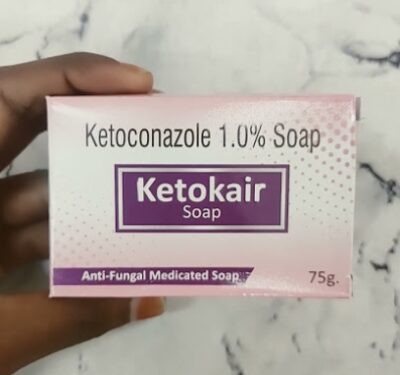 Ketoconazole 1.0% Soap
Ketokair
Soap
Anti-Fungal Medicated Soap
75g.